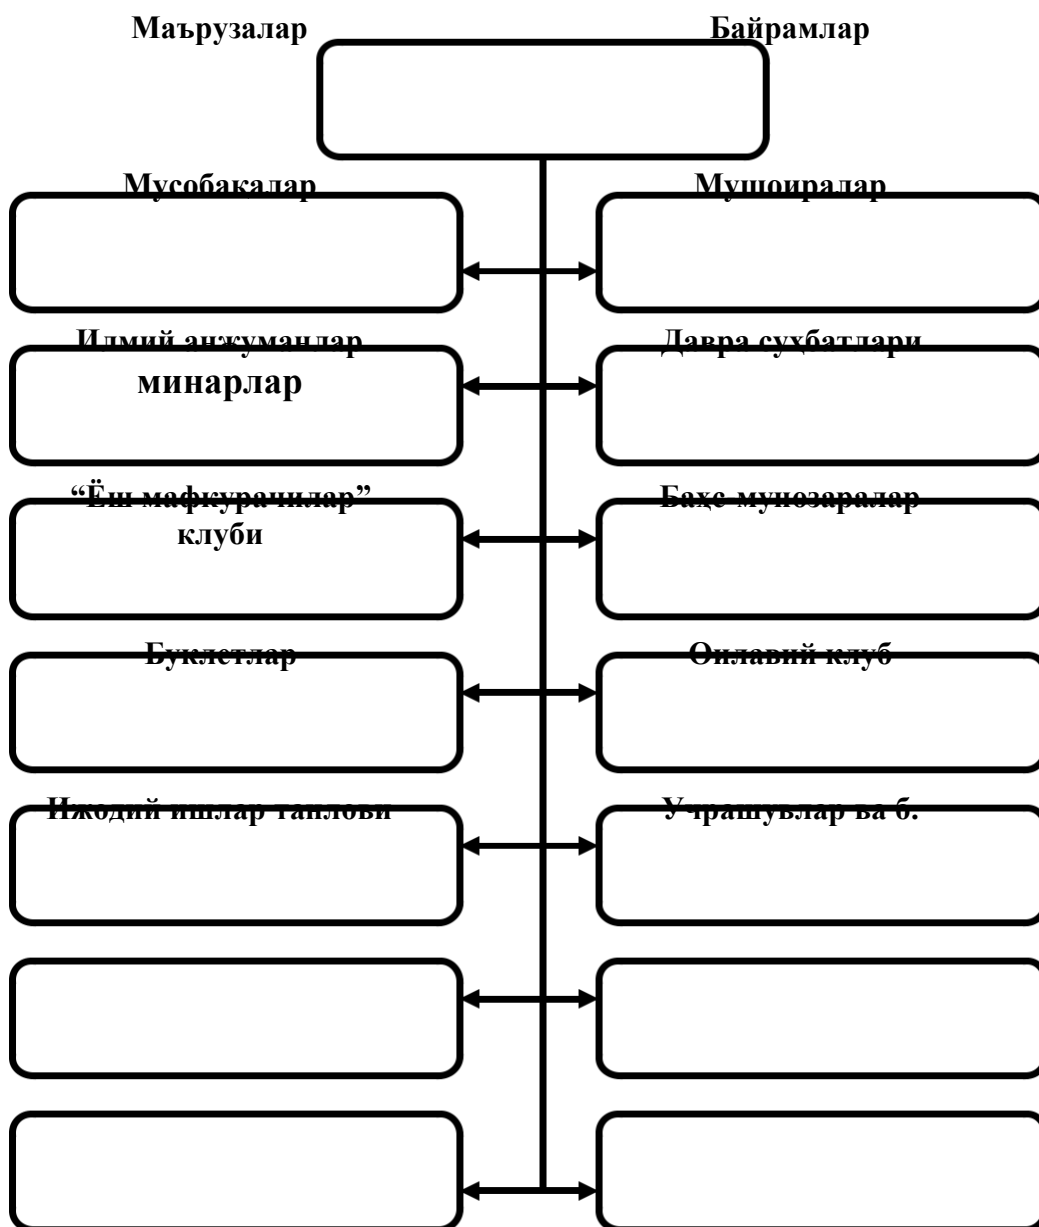 Маърузалар
Байрамлар
Мусобақалар
Мушоиралар
Илмий анжуманлар
Давра суҳбатлари
минарлар
“Ёш мафкурачилар”
клуби
Баҳс-мунозаралар
Буклетлар
Оилавий клуб
Ижодий ишлар танлови
Учрашувлар ва б.